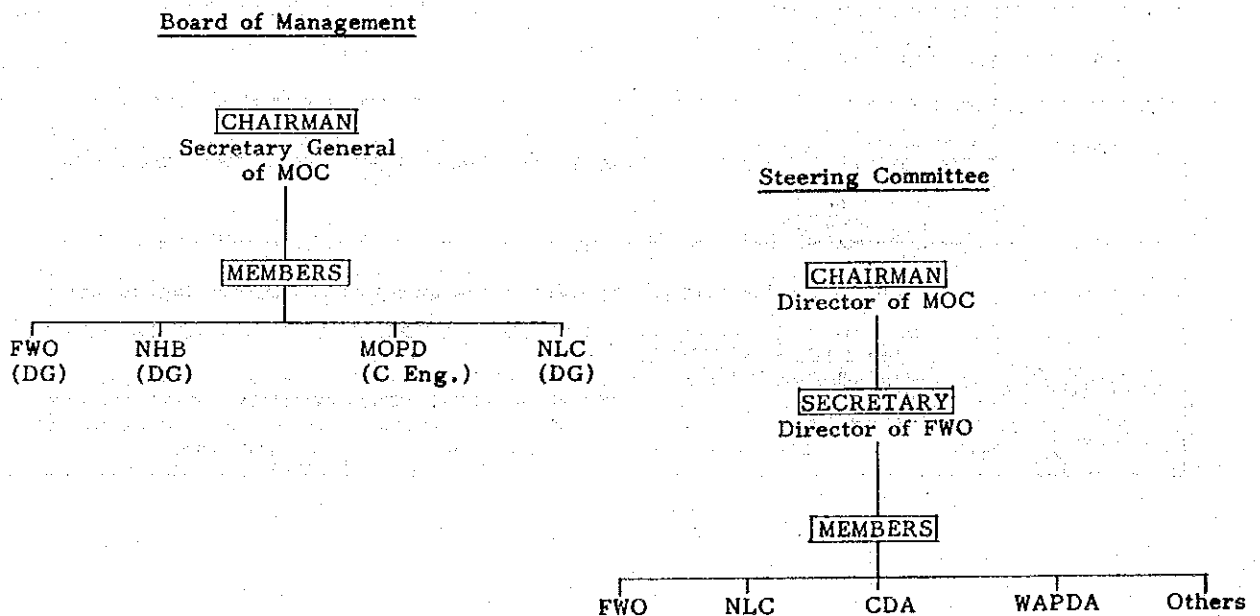 Board of Management
CHAIRMAN
Secretary General
of MOC
MEMBERS
FWO NHB MOPD NLC
(DG) (DG) (C Eng.) (DG)
Steering Committee
CHAIRMAN
Director of MOC
SECRETARY
Director of FWO
MEMBERS
FWO NLC CDA WAPDA Others